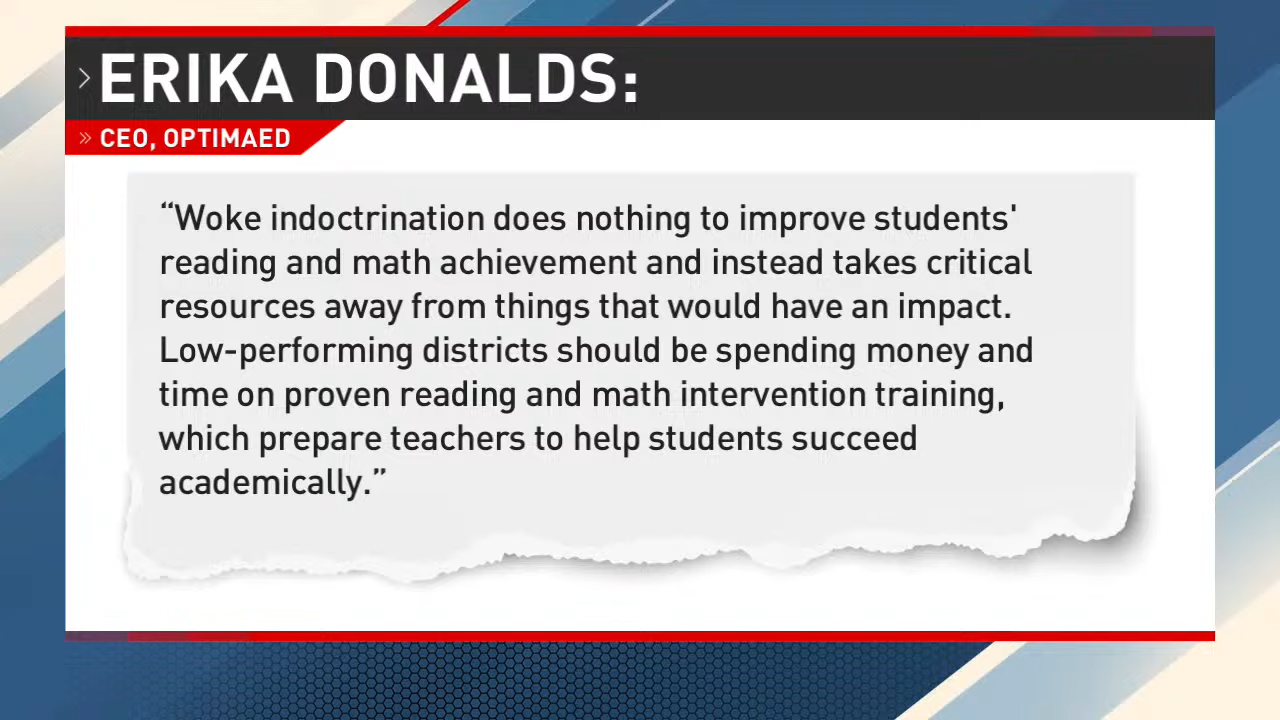 ERIKA DONALDS:
CEO, OPTIMAED
“Woke indoctrination does nothing to improve students'
reading and math achievement and instead takes critical
resources away from things that would have an impact.
Low-performing districts should be spending money and
time on proven reading and math intervention training,
which prepare teachers to help students succeed
academically.”